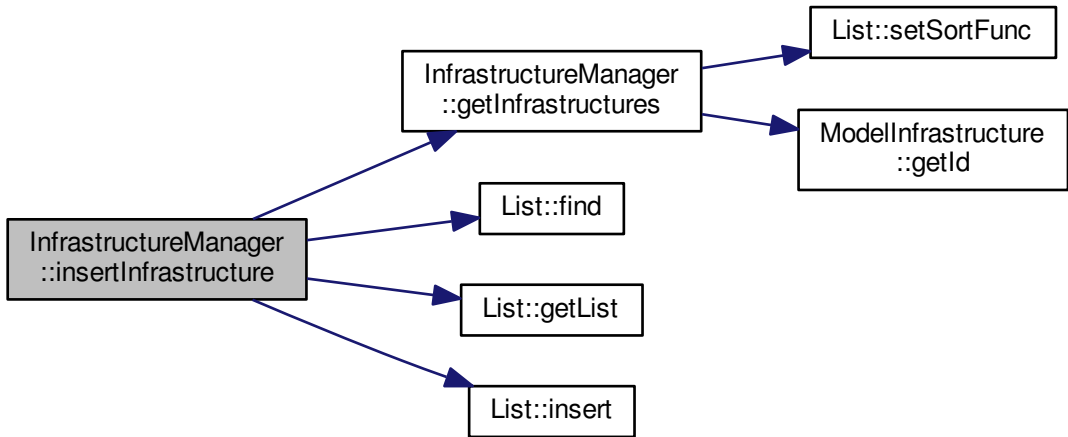 List::setSortFunc
InfrastructureManager
::getInfrastructures
ModelInfrastructure
::getId
List::find
InfrastructureManager
::insertInfrastructure
List::getList
List::insert